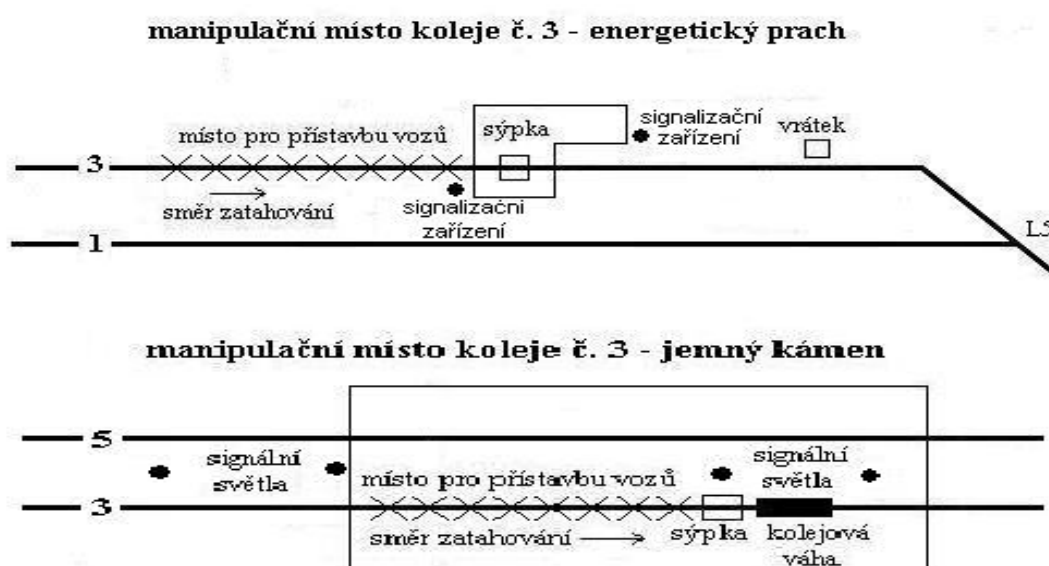 manipulační místo koleje č. 3 - energetický prach
místo pro přístavbu vozů
sýpka
signalizační
zařízení
vrátek
3
směr zatahování
signalizační
zařízení
1
L5
manipulační místo koleje č. 3 - jemný kámen
5
signální
světla
signální
světla
místo pro přístavbu vozů
3
směr zatahování
sýpka
kolejová
váha